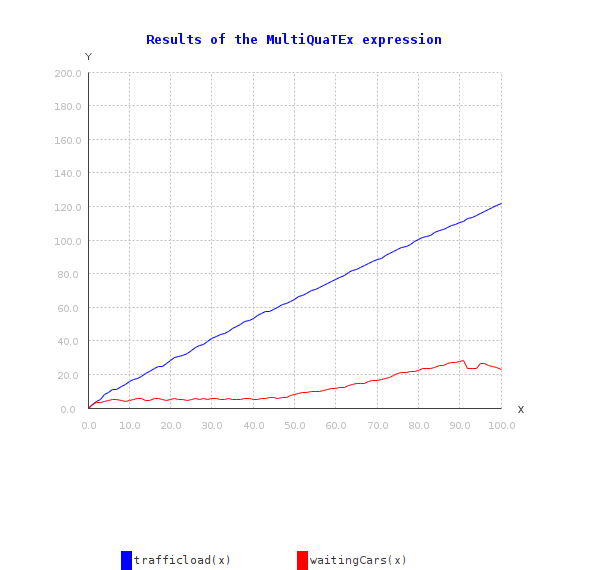 Results of the MultiQuaTEx expression
Y
200.0
180.0
160.0
140.0
120.0
100.0
80.0
60.0
40.0
20.0
0.0
X
0.0 10.0 20.0 30.0 40.0 50.0 60.0 70.0 80.0 90.0 100.0
trafficload(x) waitingCars(x)